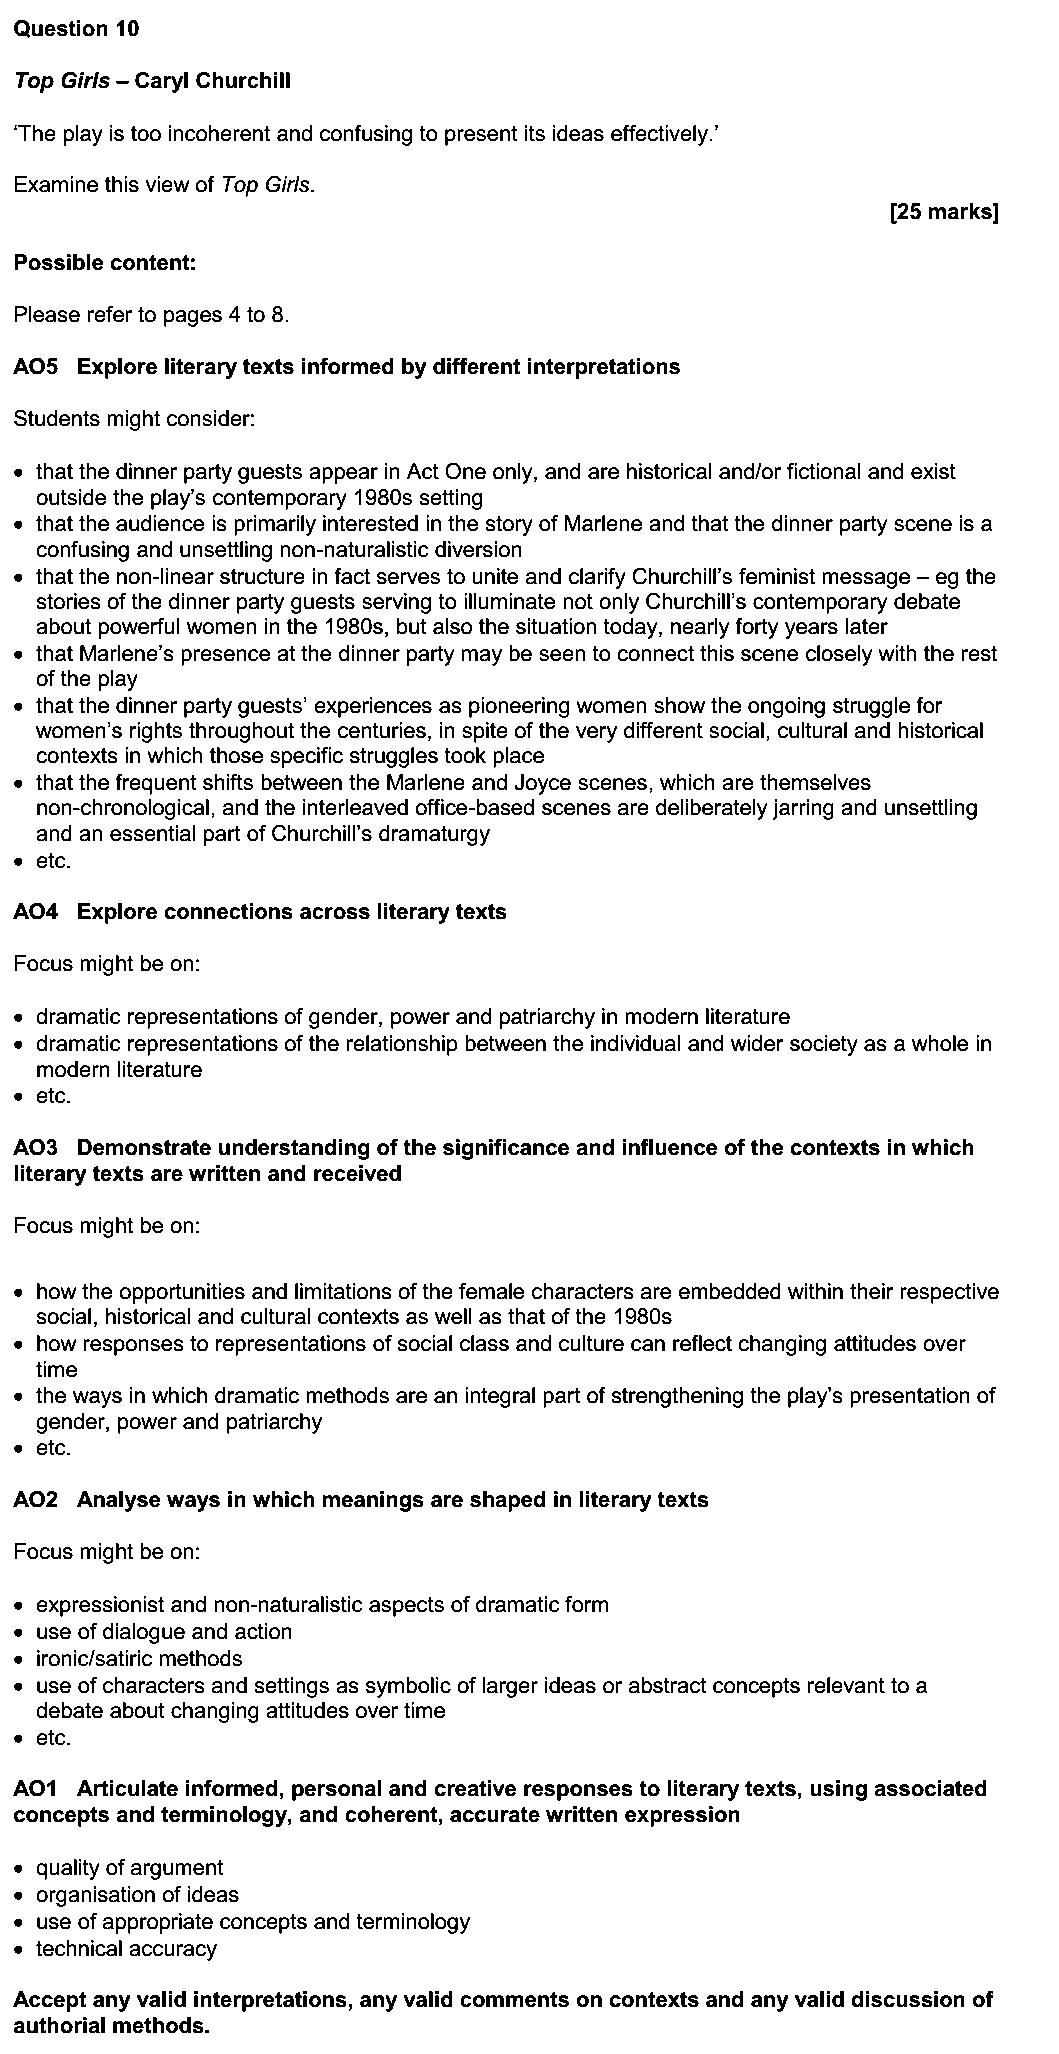 Question 10
Top Girls – Caryl Churchill
‘The play is too incoherent and confusing to present its ideas effectively.’
Examine this view of Top Girls.
[25 marks]
Possible content:
Please refer to pages 4 to 8.
AO5 Explore literary texts informed by different interpretations
Students might consider:
• that the dinner party guests appear in Act One only, and are historical and/or fictional and exist
outside the play’s contemporary 1980s setting
• that the audience is primarily interested in the story of Marlene and that the dinner party scene is a
confusing and unsettling non-naturalistic diversion
• that the non-linear structure in fact serves to unite and clarify Churchill’s feminist message – eg the
stories of the dinner party guests serving to illuminate not only Churchill’s contemporary debate
about powerful women in the 1980s, but also the situation today, nearly forty years later
• that Marlene’s presence at the dinner party may be seen to connect this scene closely with the rest
of the play
• that the dinner party guests’ experiences as pioneering women show the ongoing struggle for
women’s rights throughout the centuries, in spite of the very different social, cultural and historical
contexts in which those specific struggles took place
• that the frequent shifts between the Marlene and Joyce scenes, which are themselves
non-chronological, and the interleaved office-based scenes are deliberately jarring and unsettling
and an essential part of Churchill’s dramaturgy
• etc.
AO4 Explore connections across literary texts
Focus might be on:
• dramatic representations of gender, power and patriarchy in modern literature
• dramatic representations of the relationship between the individual and wider society as a whole in
modern literature
• etc.
AO3 Demonstrate understanding of the significance and influence of the contexts in which
literary texts are written and received
Focus might be on:
• how the opportunities and limitations of the female characters are embedded within their respective
social, historical and cultural contexts as well as that of the 1980s
• how responses to representations of social class and culture can reflect changing attitudes over
time
• the ways in which dramatic methods are an integral part of strengthening the play’s presentation of
gender, power and patriarchy
• etc.
AO2 Analyse ways in which meanings are shaped in literary texts
Focus might be on:
• expressionist and non-naturalistic aspects of dramatic form
• use of dialogue and action
• ironic/satiric methods
• use of characters and settings as symbolic of larger ideas or abstract concepts relevant to a
debate about changing attitudes over time
• etc.
AO1 Articulate informed, personal and creative responses to literary texts, using associated
concepts and terminology, and coherent, accurate written expression
• quality of argument
• organisation of ideas
• use of appropriate concepts and terminology
• technical accuracy
Accept any valid interpretations, any valid comments on contexts and any valid discussion of
authorial methods.